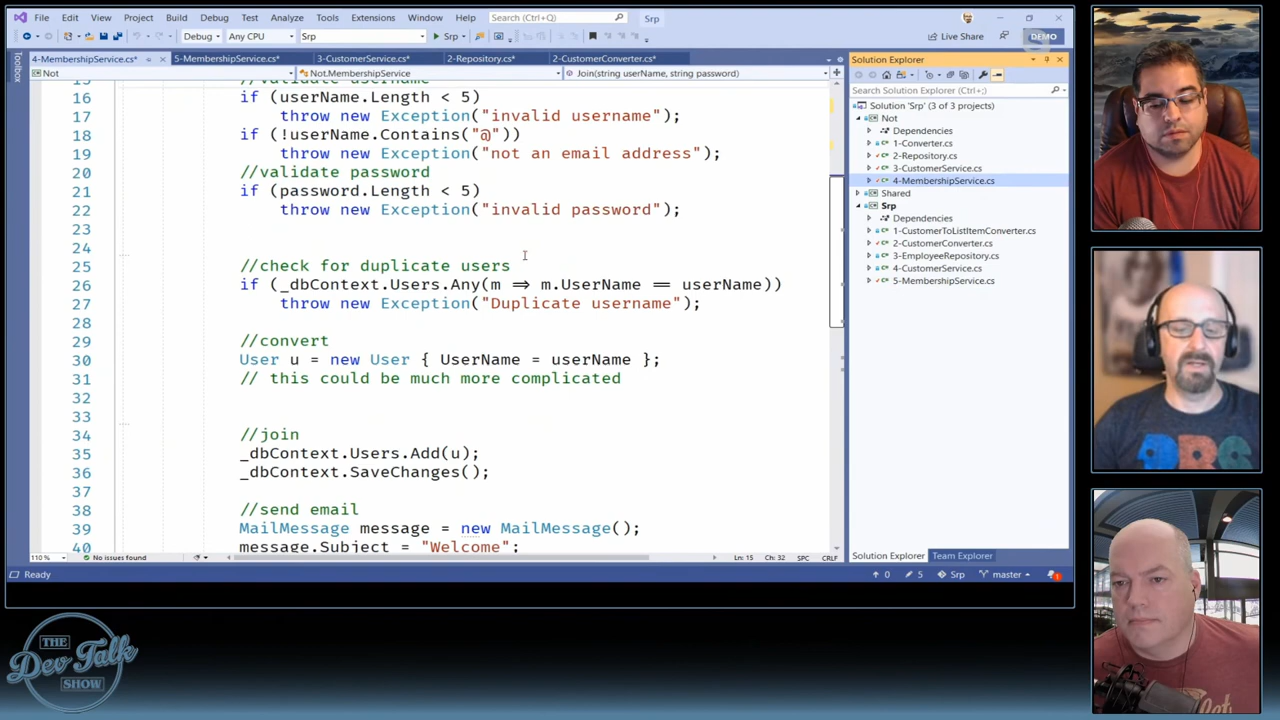 File Edit View Project Build Debug Test Analyze Tools Extensions Window Help Search (Ctrl+Q) Srp
Debug Any CPU Srp Srp Live Share DEMO
4-MembershipService.cs* 5-MembershipService.cs* 3-CustomerService.cs* 2-Repository.cs* 2-CustomerConverter.cs*
Not Not.MembershipService Join(string userName, string password)
Toolbox
15 //validate username
16 if (userName.Length < 5)
17 throw new Exception("invalid username");
18 if (!userName.Contains("@"))
19 throw new Exception("not an email address");
20 //validate password
21 if (password.Length < 5)
22 throw new Exception("invalid password");
23
24
25 //check for duplicate users
26 if (_dbContext.Users.Any(m => m.UserName == userName))
27 throw new Exception("Duplicate username");
28
29 //convert
30 User u = new User { UserName = userName };
31 // this could be much more complicated
32
33
34 //join
35 _dbContext.Users.Add(u);
36 _dbContext.SaveChanges();
37
38 //send email
39 MailMessage message = new MailMessage();
40 message.Subject = "Welcome";
110 % No issues found Ln: 15 Ch: 32 SPC CRLF
Solution Explorer
Search Solution Explorer (Ctrl+;)
Solution 'Srp' (3 of 3 projects)
Not
Dependencies
1-Converter.cs
2-Repository.cs
3-CustomerService.cs
4-MembershipService.cs
Shared
Srp
Dependencies
1-CustomerToListItemConverter.cs
2-CustomerConverter.cs
3-EmployeeRepository.cs
4-CustomerService.cs
5-MembershipService.cs
Solution Explorer Team Explorer
Ready 0 5 Srp master 1
THE
Dev Talk
SHOW